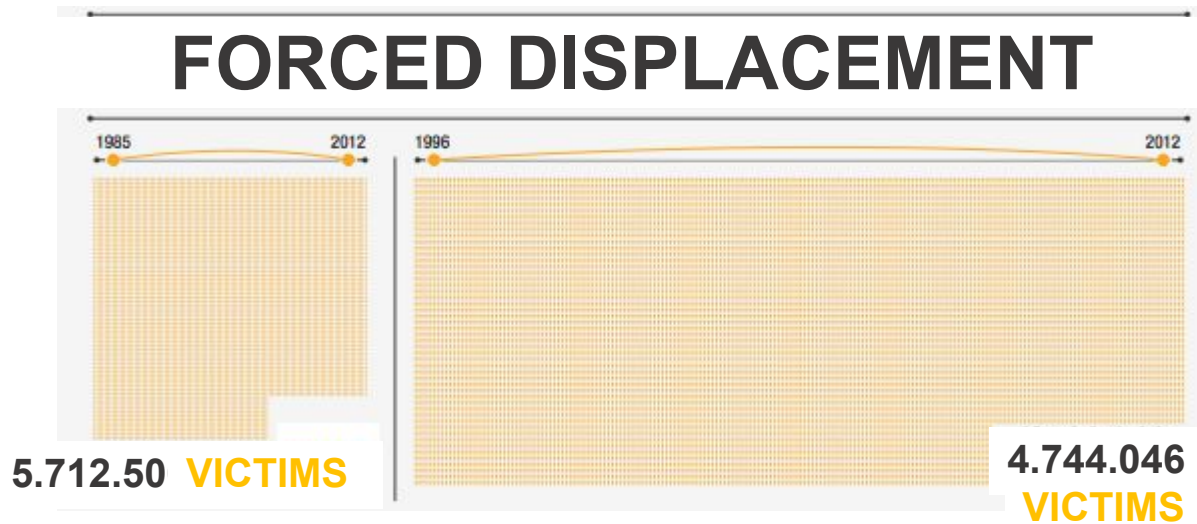 FORCED DISPLACEMENT
1985 2012 1996 2012
5.712.50 VICTIMS
4.744.046
VICTIMS